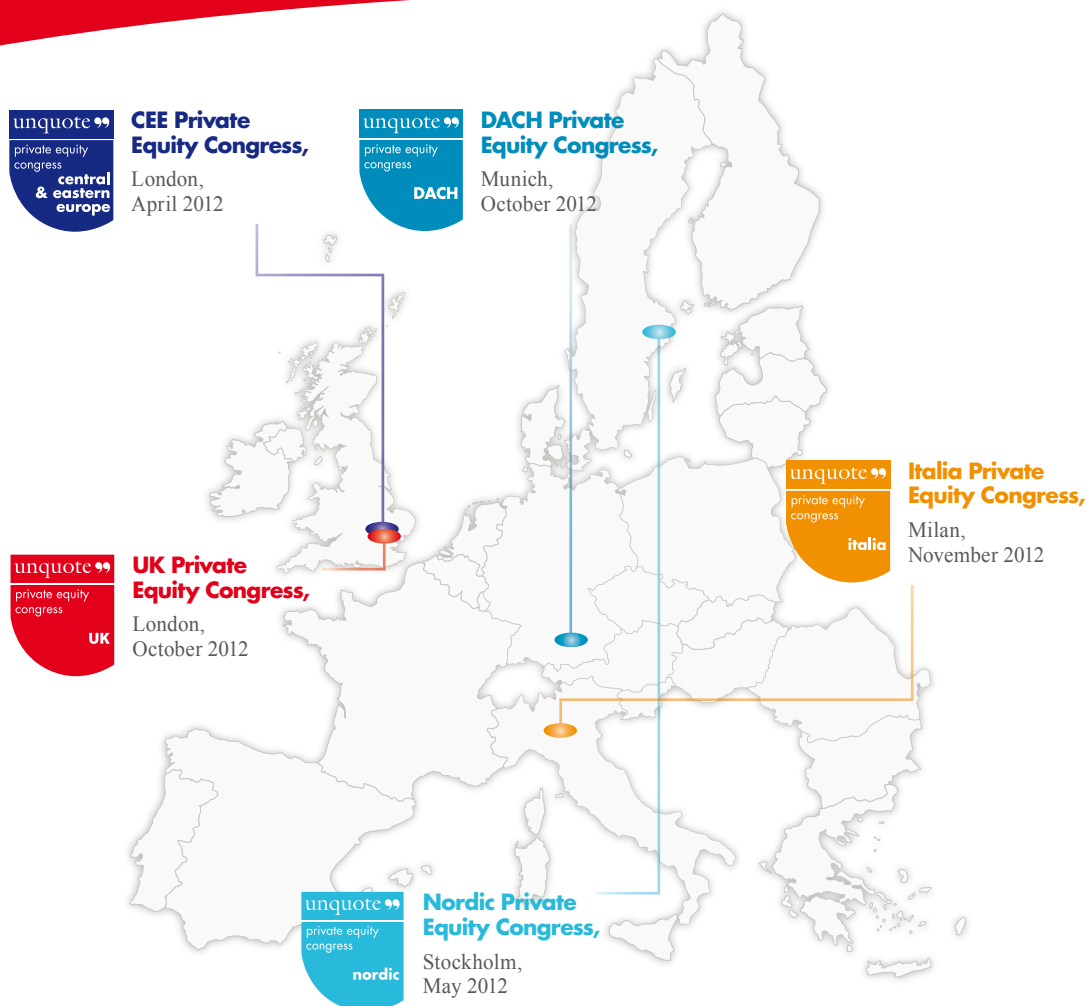 unquote ”
private equity
congress
central
& eastern
europe
CEE Private
Equity Congress,
London,
April 2012
unquote ”
private equity
congress
DACH
DACH Private
Equity Congress,
Munich,
October 2012
unquote ”
private equity
congress
italia
Italia Private
Equity Congress,
Milan,
November 2012
unquote ”
private equity
congress
UK
UK Private
Equity Congress,
London,
October 2012
unquote ”
private equity
congress
nordic
Nordic Private
Equity Congress,
Stockholm,
May 2012